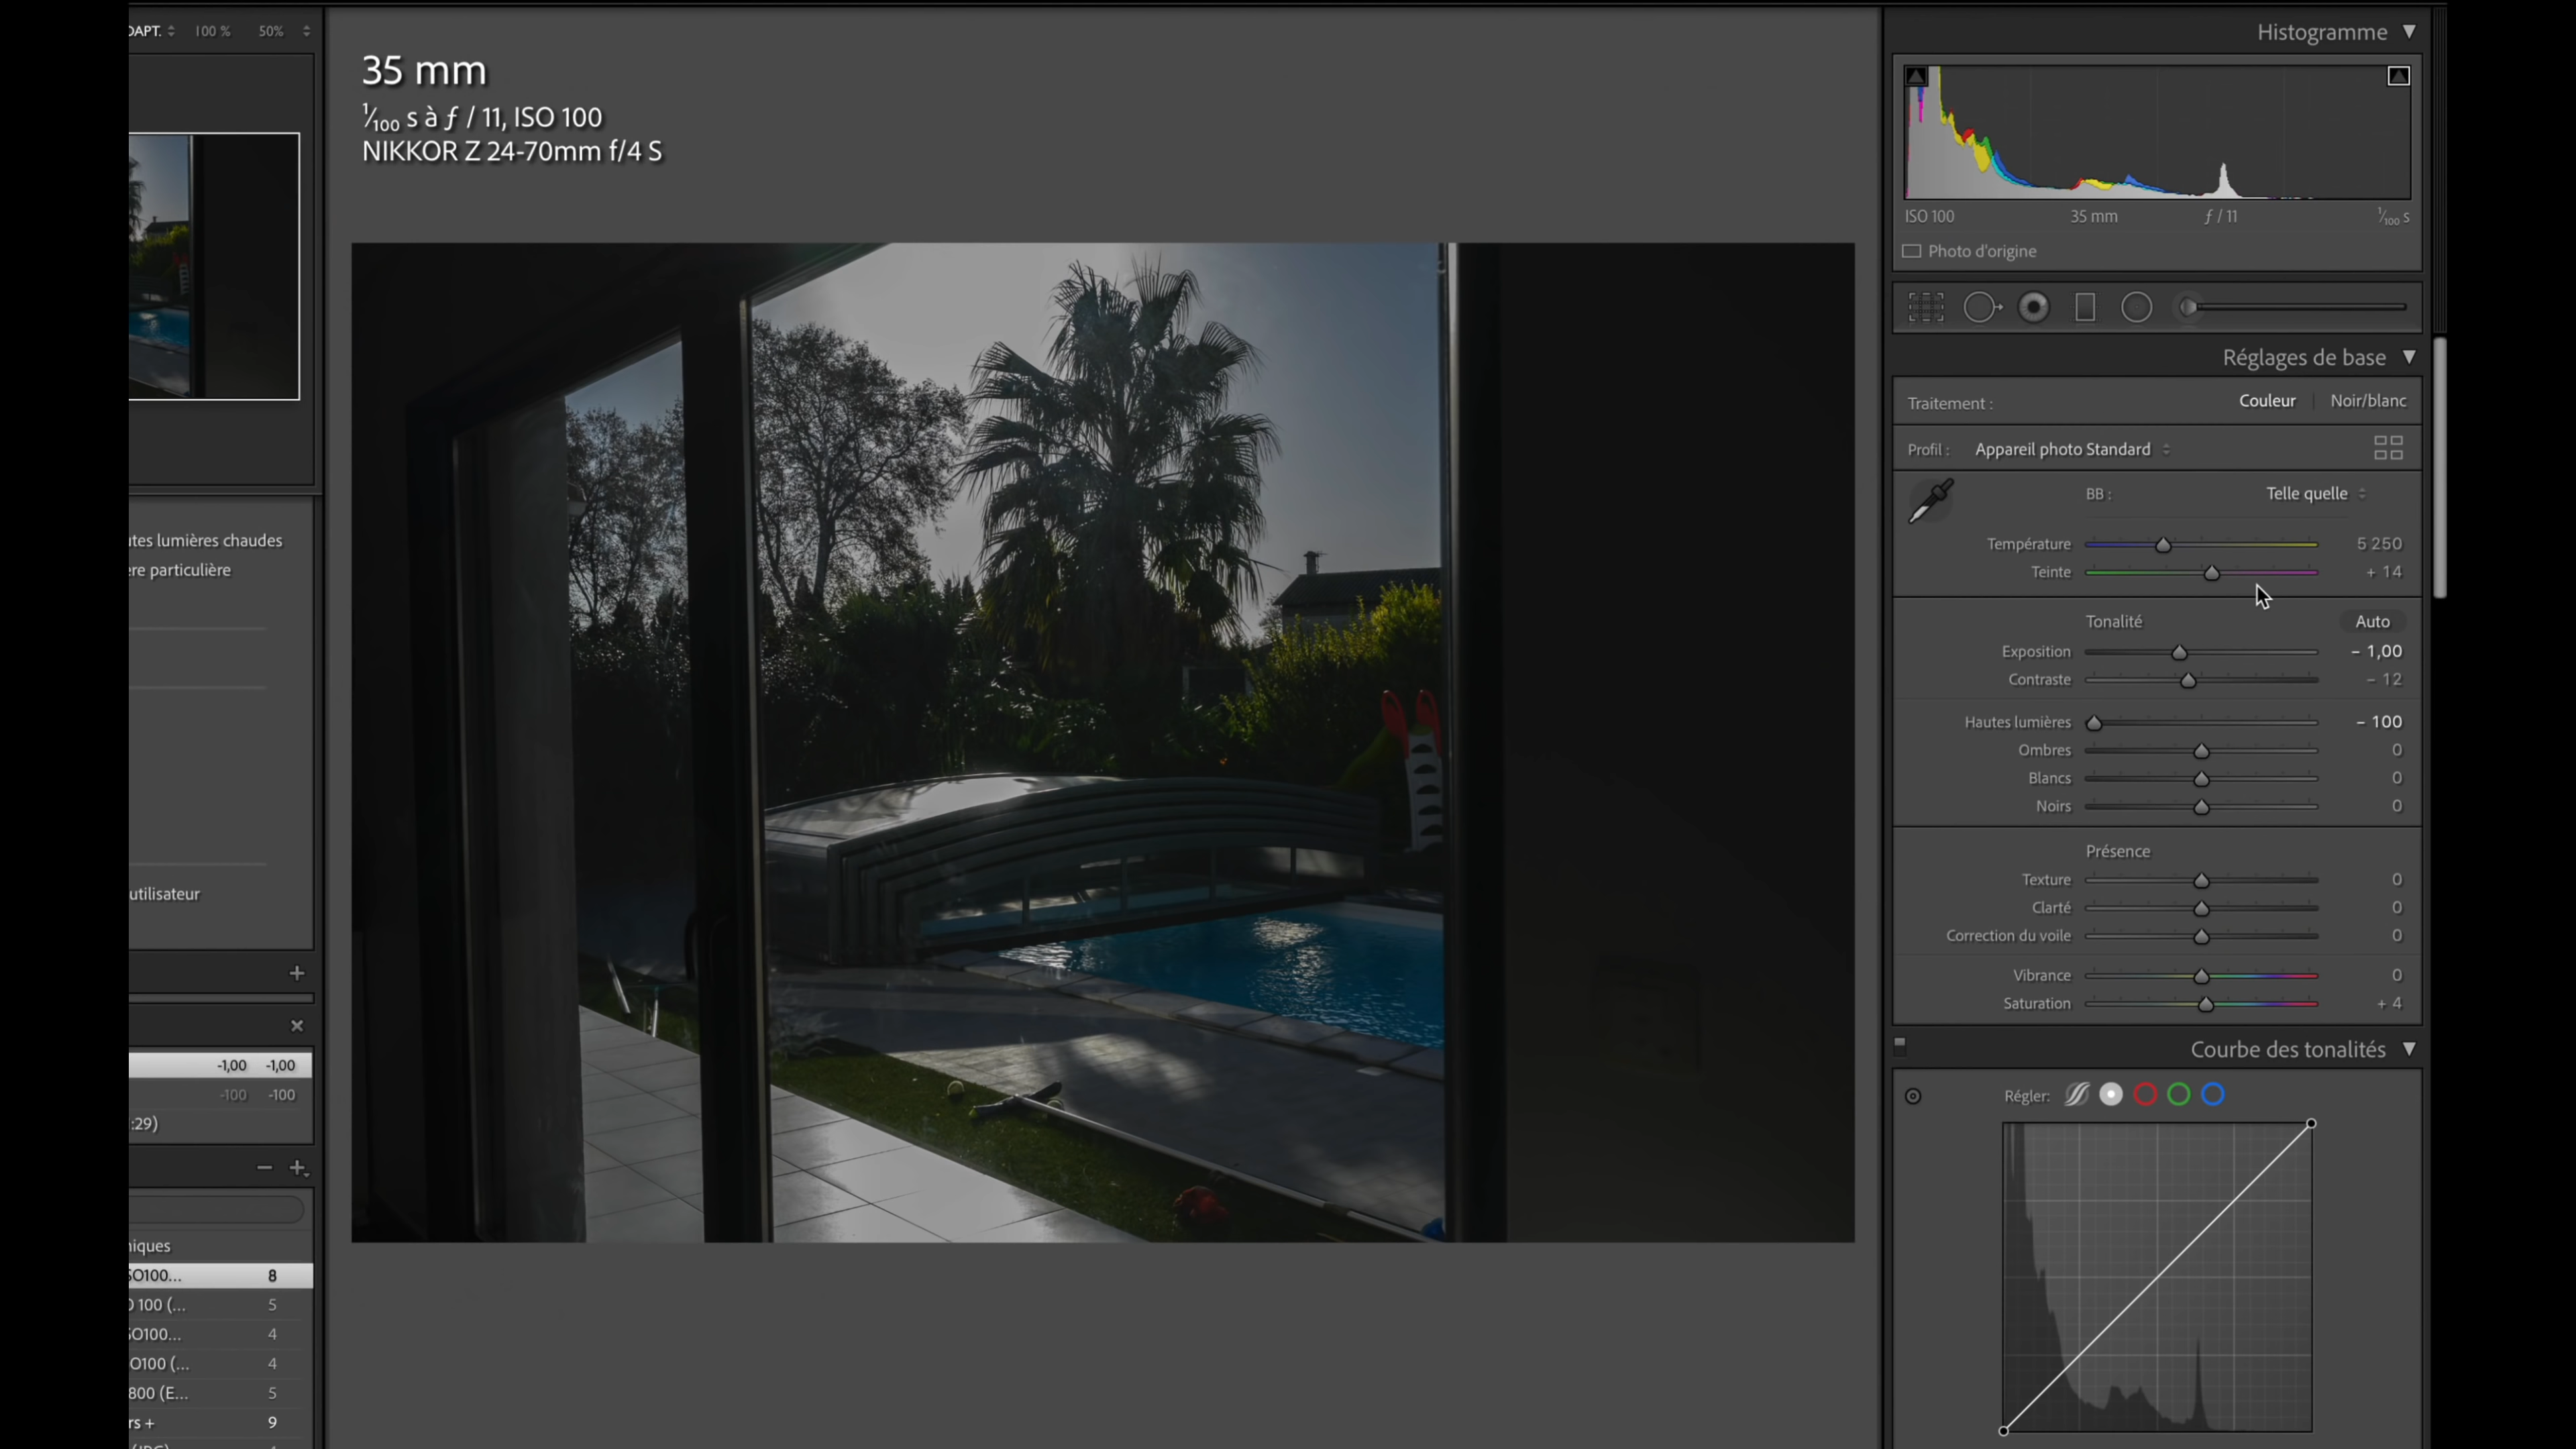 DAPT. 100 % 50%
35 mm
1/100 s à ƒ / 11, ISO 100
NIKKOR Z 24-70mm f/4 S
utes lumières chaudes
ère particulière
utilisateur
-1,00 -1,00
-100 -100
:29)
niques
SO100... 8
O 100 (... 5
SO100... 4
O100 (... 4
800 (E... 5
rs + 9
Histogramme
ISO 100 35 mm ƒ / 11 1/100 s
Photo d'origine
Réglages de base
Traitement : Couleur Noir/blanc
Profil : Appareil photo Standard
BB : Telle quelle
Température 5 250
Teinte + 14
Tonalité Auto
Exposition – 1,00
Contraste – 12
Hautes lumières – 100
Ombres 0
Blancs 0
Noirs 0
Présence
Texture 0
Clarté 0
Correction du voile 0
Vibrance 0
Saturation + 4
Courbe des tonalités
Régler: